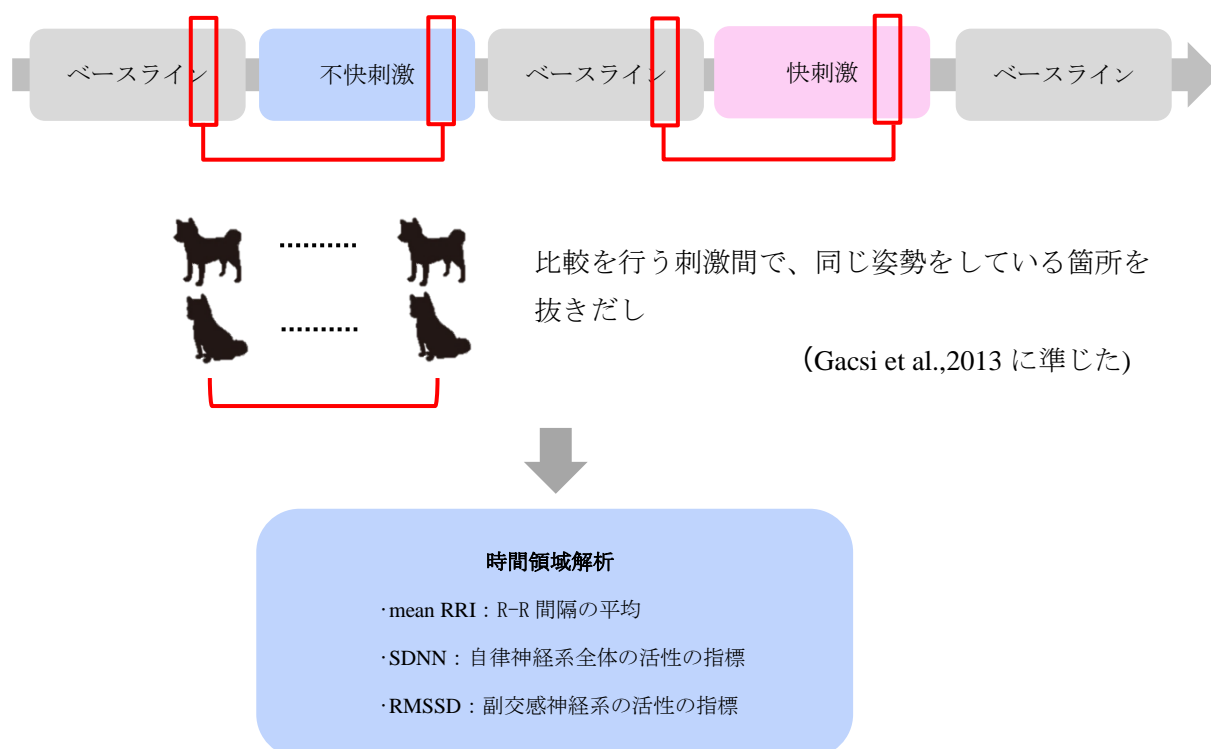 ベースライン
不快刺激
ベースライン
快刺激
ベースライン
比較を行う刺激間で、同じ姿勢をしている箇所を
抜きだし
（Gacsi et al.,2013 に準じた)
時間領域解析
·mean RRI：R-R 間隔の平均
·SDNN：自律神経系全体の活性の指標
·RMSSD：副交感神経系の活性の指標